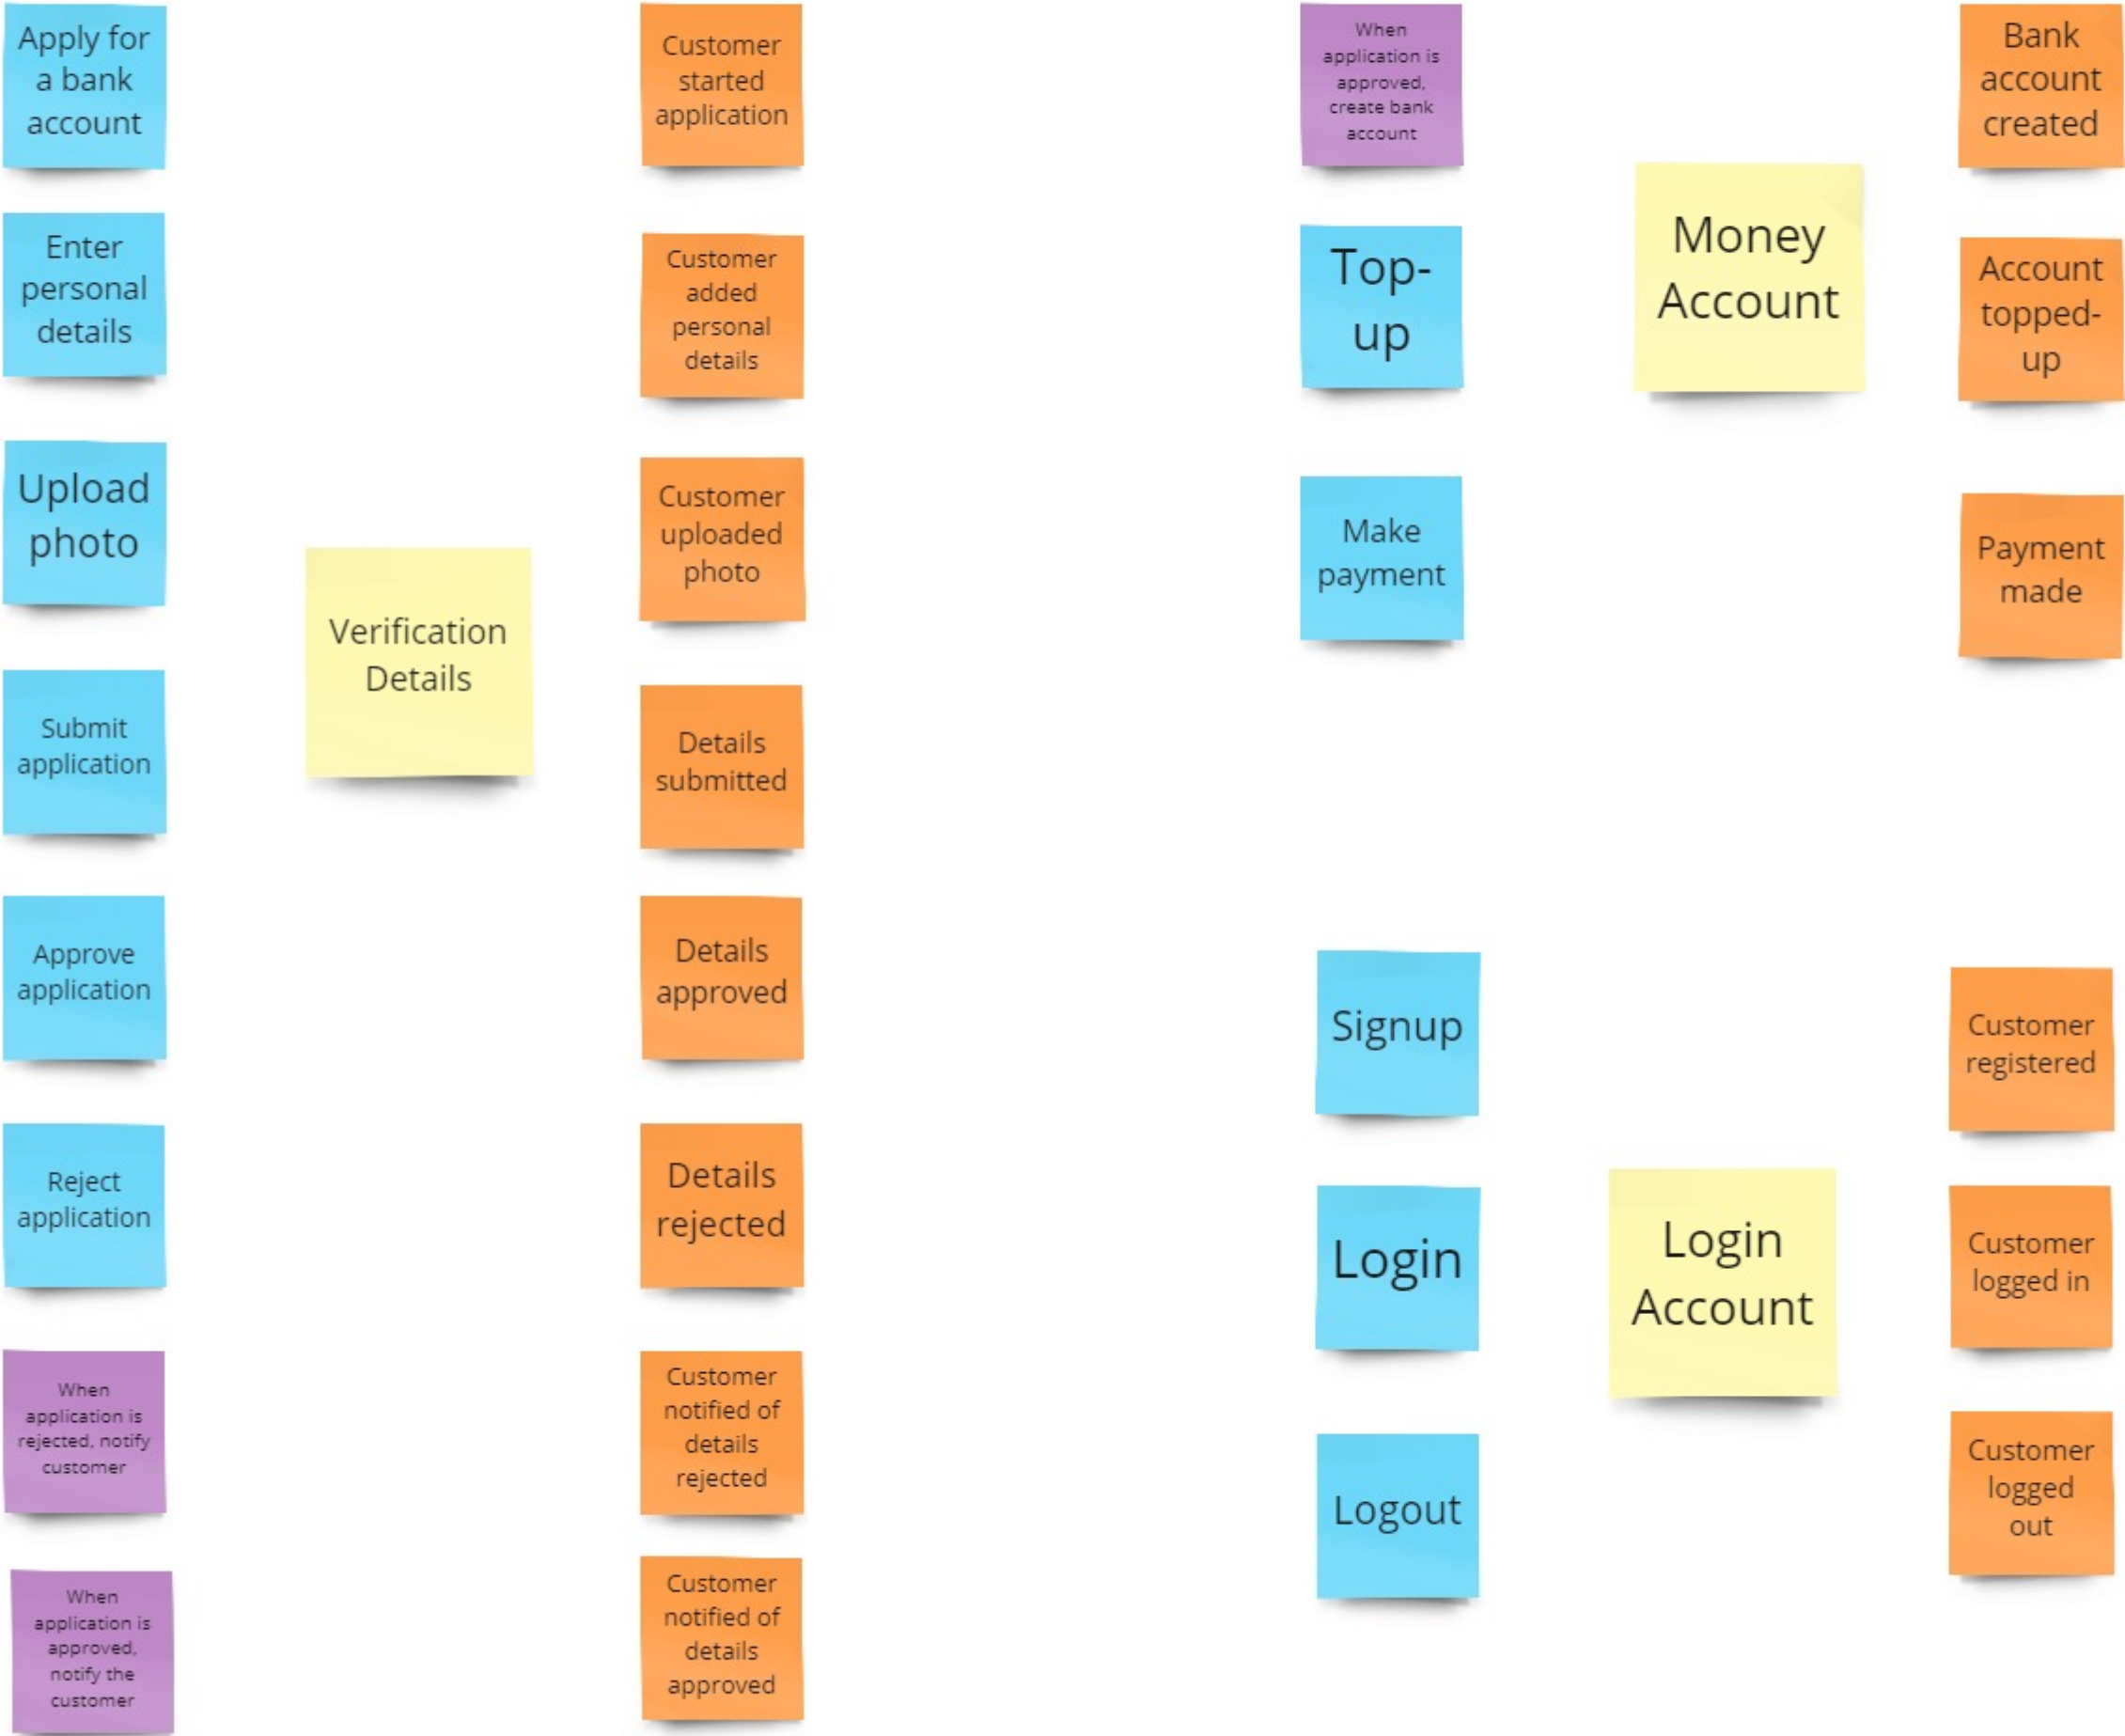 Apply for
a bank
account
Customer
started
application
When
application is
approved,
create bank
account
Bank
account
created
Enter
personal
details
Customer
added
personal
details
Top-
up
Money
Account
Account
topped-
up
Upload
photo
Customer
uploaded
photo
Make
payment
Payment
made
Verification
Details
Submit
application
Details
submitted
Approve
application
Details
approved
Signup
Customer
registered
Reject
application
Details
rejected
Login
Login
Account
Customer
logged in
When
application is
rejected, notify
customer
Customer
notified of
details
rejected
Logout
Customer
logged
out
When
application is
approved,
notify the
customer
Customer
notified of
details
approved